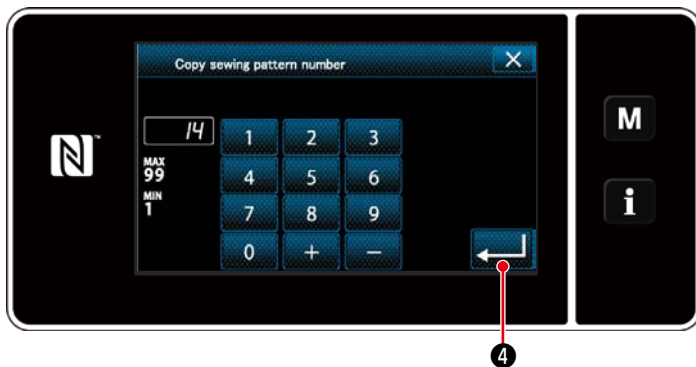 Copy sewing pattern number
14
MAX
99
MIN
1
1 2 3
4 5 6
7 8 9
0 + −
M
i
N
4